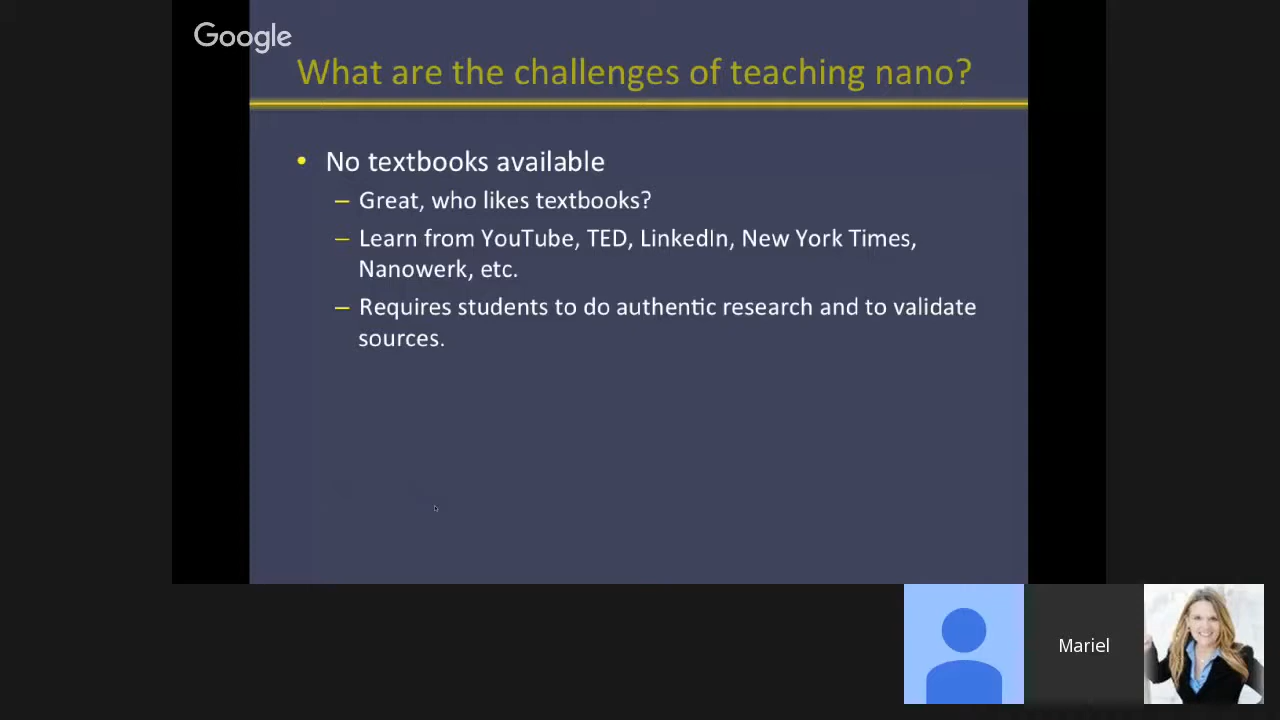 Google
What are the challenges of teaching nano?
• No textbooks available
– Great, who likes textbooks?
– Learn from YouTube, TED, LinkedIn, New York Times,
Nanowerk, etc.
– Requires students to do authentic research and to validate
sources.
Mariel